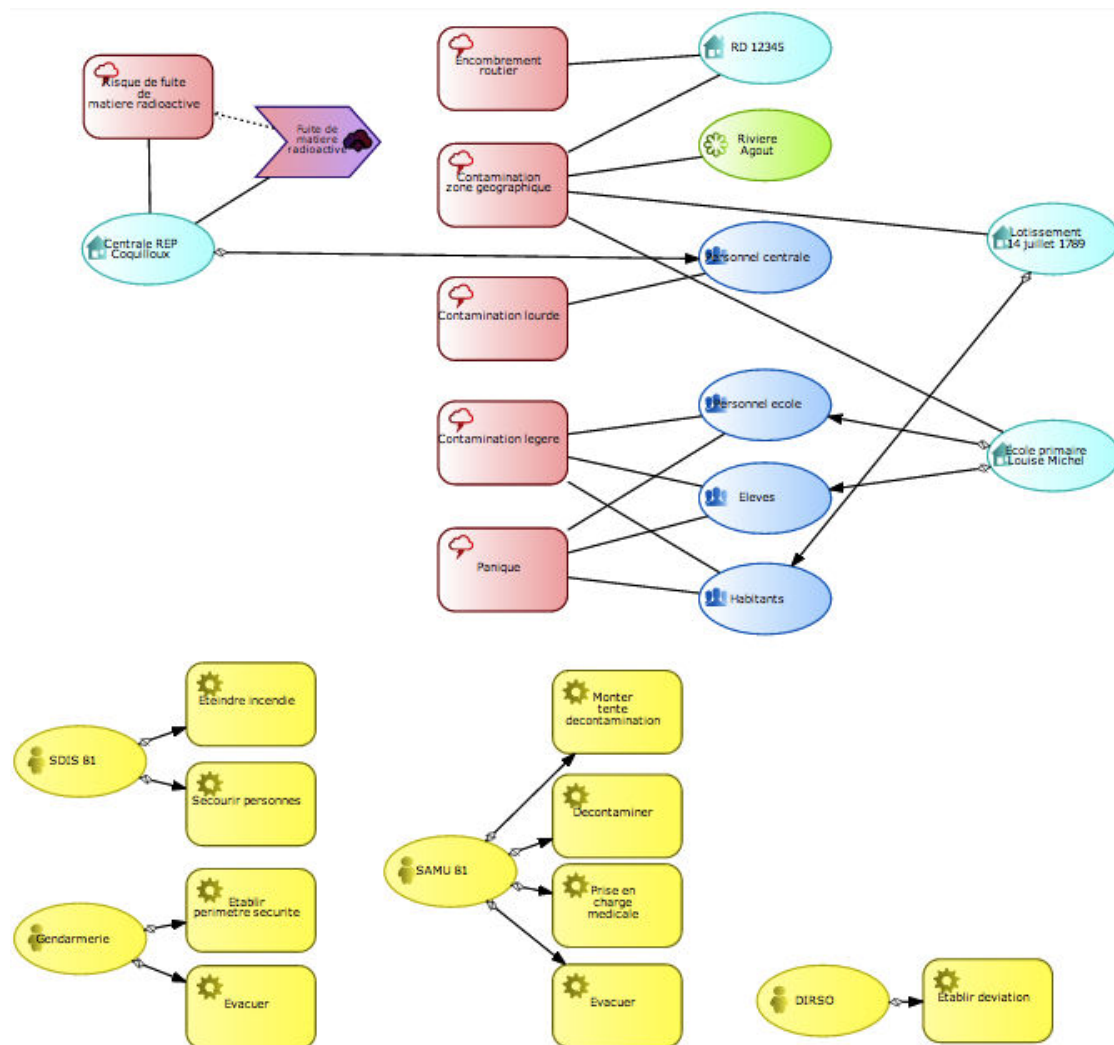 Risque de fuite
de
matiere radioactive
Fuite de
matiere
radioactive
Centrale REP
Coquilloux
Encombrement
routier
RD 12345
Contamination
zone geographique
Riviere
Agout
Personnel centrale
Lotissement
14 juillet 1789
Contamination lourde
Personnel ecole
Contamination legere
Ecole primaire
Louise Michel
Eleves
Panique
Habitants
SDIS 81
Eteindre incendie
Secourir personnes
Gendarmerie
Etablir
perimetre securite
Evacuer
SAMU 81
Monter
tente
decontamination
Decontaminer
Prise en
charge
medicale
Evacuer
DIRSO
Etablir deviation